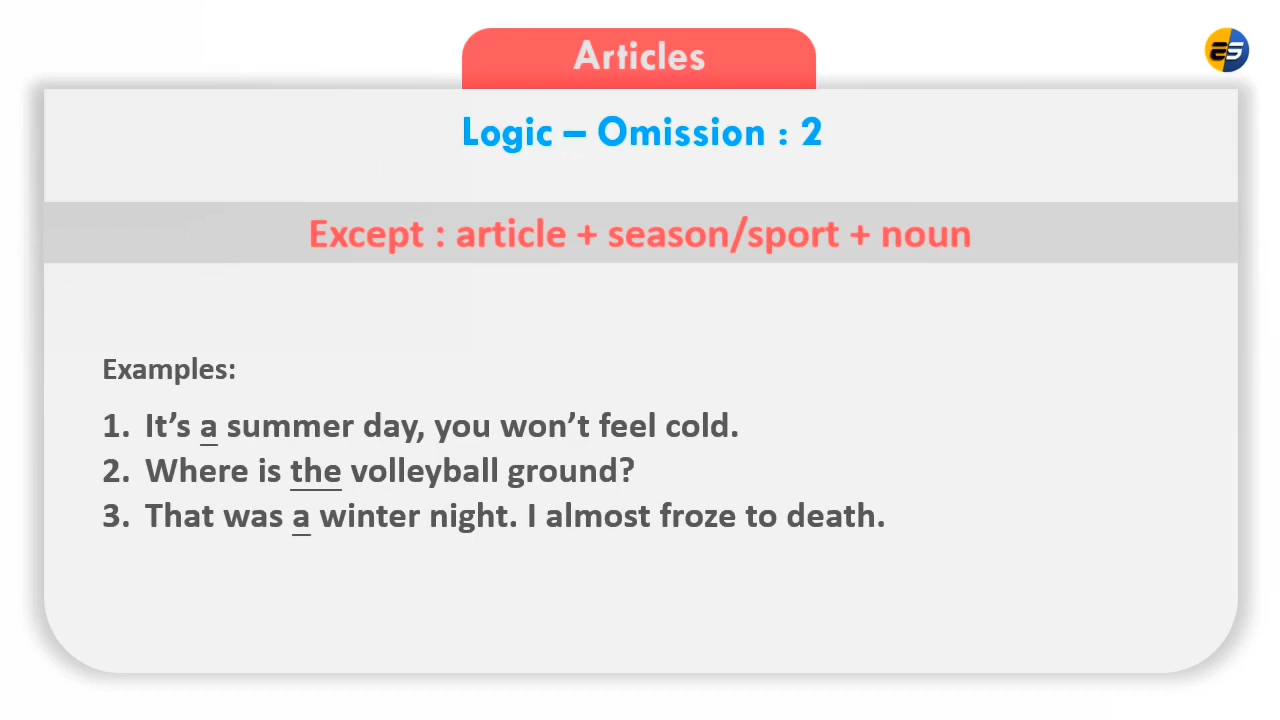 Articles
ES
Logic – Omission : 2
Except : article + season/sport + noun
Examples:
1. It’s a summer day, you won’t feel cold.
2. Where is the volleyball ground?
3. That was a winter night. I almost froze to death.